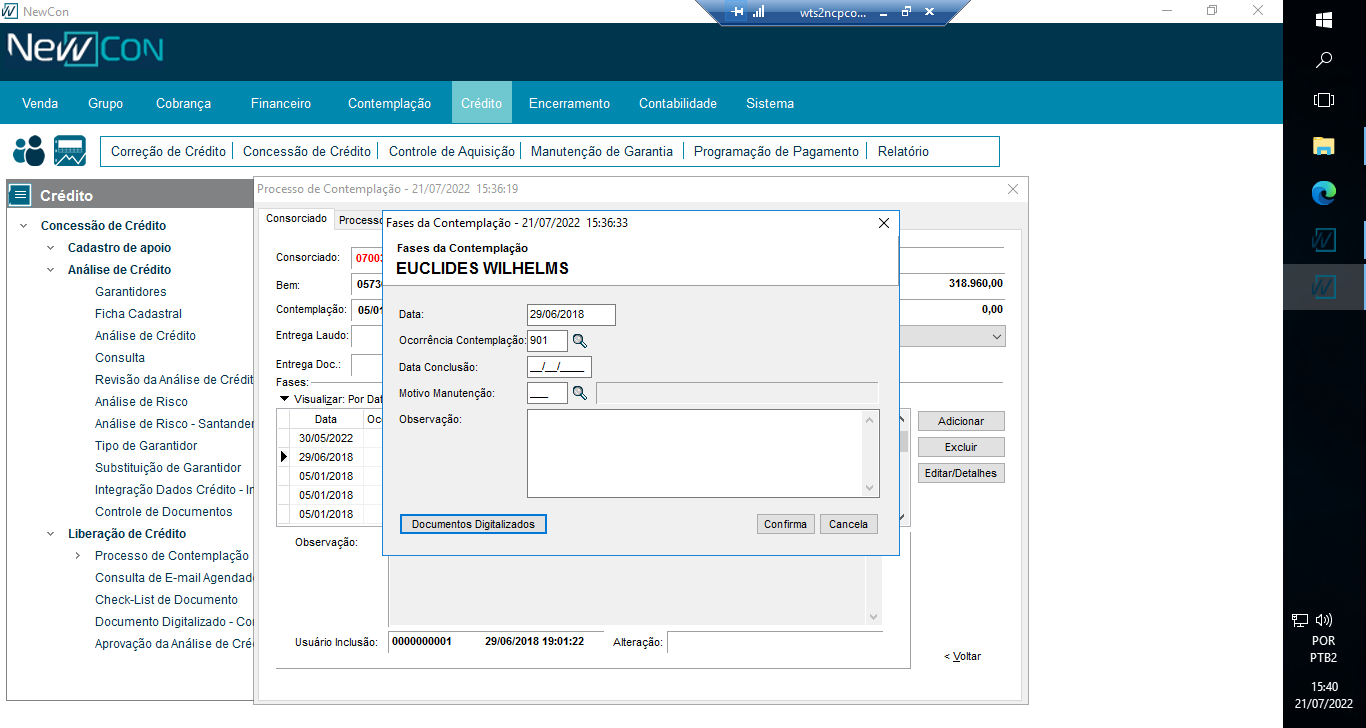 NewCon
wts2ncpco...
NewCon
Venda Grupo Cobrança Financeiro Contemplação Crédito Encerramento Contabilidade Sistema
Correção de Crédito Concessão de Crédito Controle de Aquisição Manutenção de Garantia Programação de Pagamento Relatório
Crédito
Concessão de Crédito
Cadastro de apoio
Análise de Crédito
Garantidores
Ficha Cadastral
Análise de Crédito
Consulta
Revisão da Análise de Crédit
Análise de Risco
Análise de Risco - Santander
Tipo de Garantidor
Substituição de Garantidor
Integração Dados Crédito - In
Controle de Documentos
Liberação de Crédito
Processo de Contemplação
Consulta de E-mail Agendad
Check-List de Documento
Documento Digitalizado - Co
Aprovação da Análise de Cré
Processo de Contemplação - 21/07/2022 15:36:19
Consorciado Processo
Consorciado: 0700
Bem: 0573 318.960,00
Contemplação: 05/01 0,00
Entrega Laudo:
Entrega Doc.:
Fases:
Visualizar: Por Dat
Data Oc
30/05/2022
29/06/2018
05/01/2018
05/01/2018
05/01/2018
Adicionar
Excluir
Editar/Detalhes
Observação:
Usuário Inclusão: 0000000001 29/06/2018 19:01:22 Alteração:
< Voltar
Fases da Contemplação - 21/07/2022 15:36:33
Fases da Contemplação
EUCLIDES WILHELMS
Data: 29/06/2018
Ocorrência Contemplação: 901
Data Conclusão: __/__/____
Motivo Manutenção: ___
Observação:
Documentos Digitalizados Confirma Cancela
POR
PTB2
15:40
21/07/2022